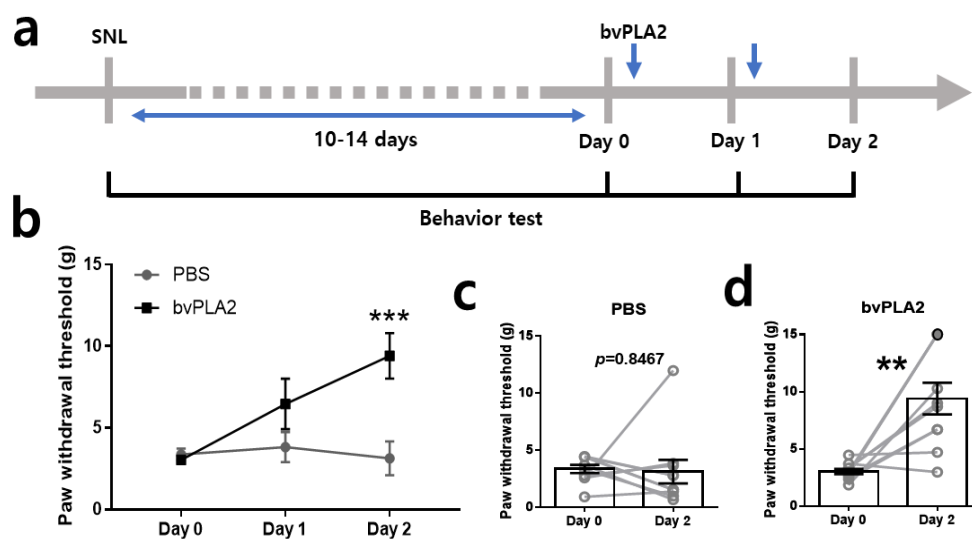 a
SNL
bvPLA2
10-14 days
Day 0
Day 1
Day 2
Behavior test
b
Paw withdrawal threshold (g)
15
10
5
0
PBS
bvPLA2
***
Day 0
Day 1
Day 2
c
PBS
Paw withdrawal threshold (g)
15
10
5
0
p=0.8467
Day 0
Day 2
d
bvPLA2
Paw withdrawal threshold (g)
15
10
5
0
**
Day 0
Day 2